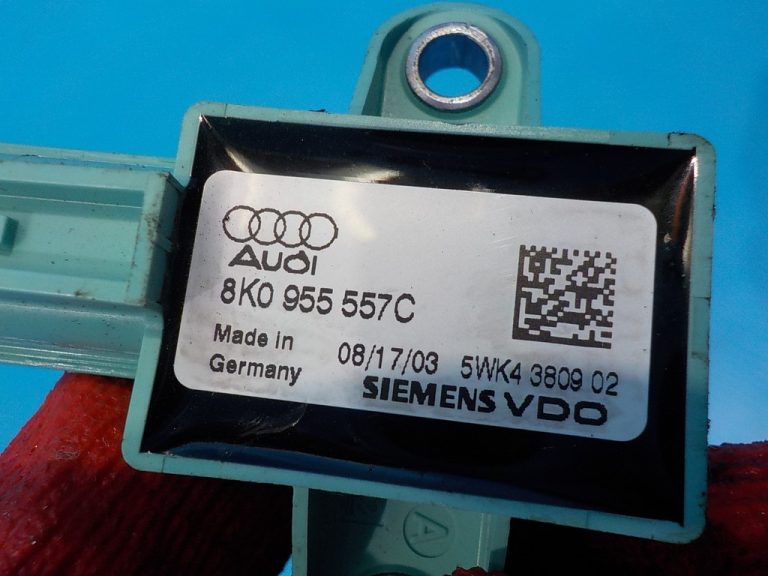 Audi
8K0 955 557C
Made in
Germany
08/17/03 5WK4 3809 02
SIEMENS VDO
A